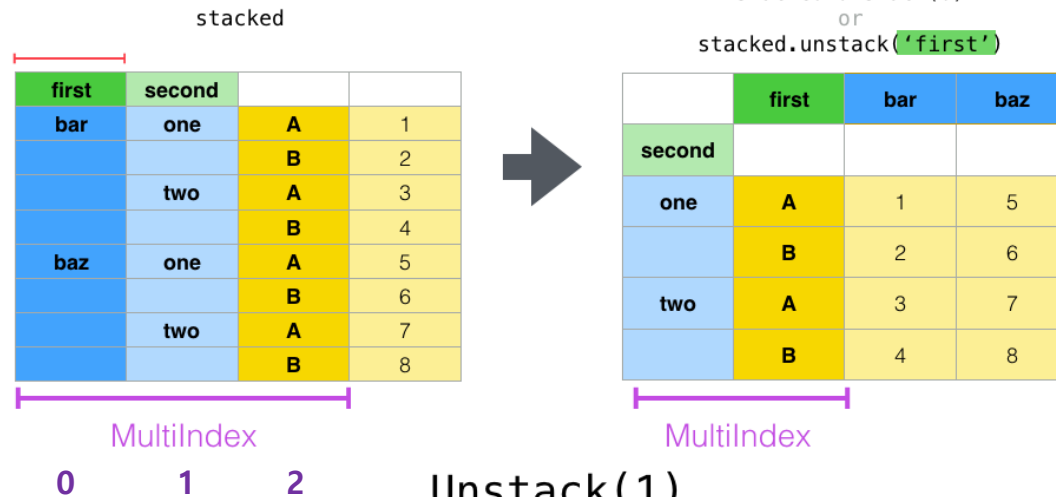 stacked
or
stacked.unstack(‘first’)
first second
bar one A 1
B 2
two A 3
B 4
baz one A 5
B 6
two A 7
B 8
MultiIndex
0 1 2
first bar baz
second
one A 1 5
B 2 6
two A 3 7
B 4 8
MultiIndex
Unstack(1)